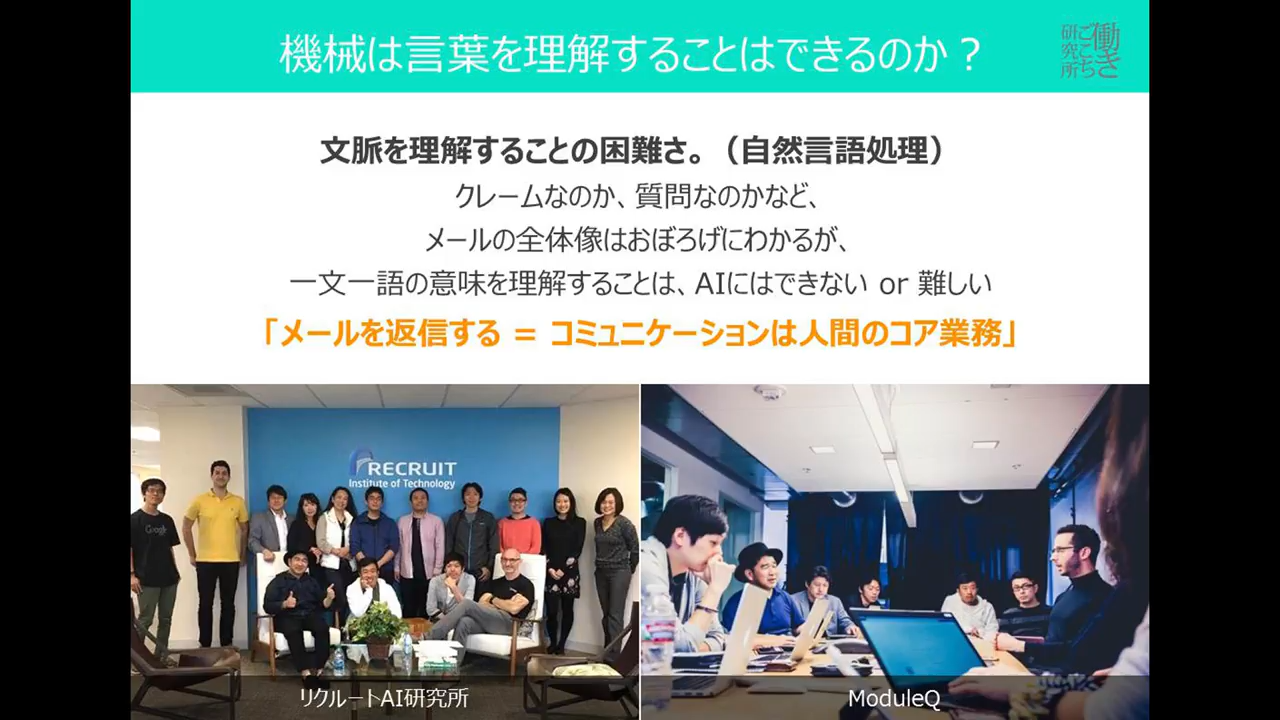 機械は言葉を理解することはできるのか？
働き
ごこち
研究所
文脈を理解することの困難さ。（自然言語処理）
クレームなのか、質問なのかなど、
メールの全体像はおぼろげにわかるが、
一文一語の意味を理解することは、AIにはできない or 難しい
「メールを返信する ＝ コミュニケーションは人間のコア業務」
RECRUIT
Institute of Technology
Google
リクルートAI研究所
ModuleQ